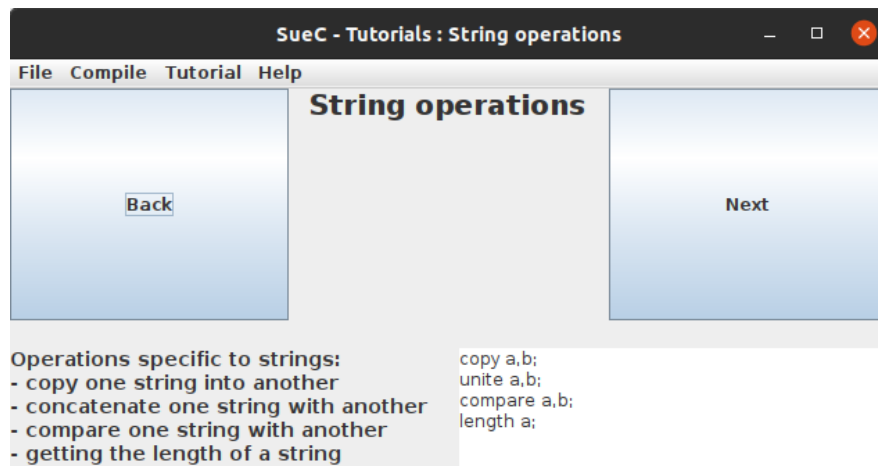 SueC - Tutorials : String operations
File Compile Tutorial Help
String operations
Back
Next
Operations specific to strings:
- copy one string into another
- concatenate one string with another
- compare one string with another
- getting the length of a string
copy a,b;
unite a,b;
compare a,b;
length a;